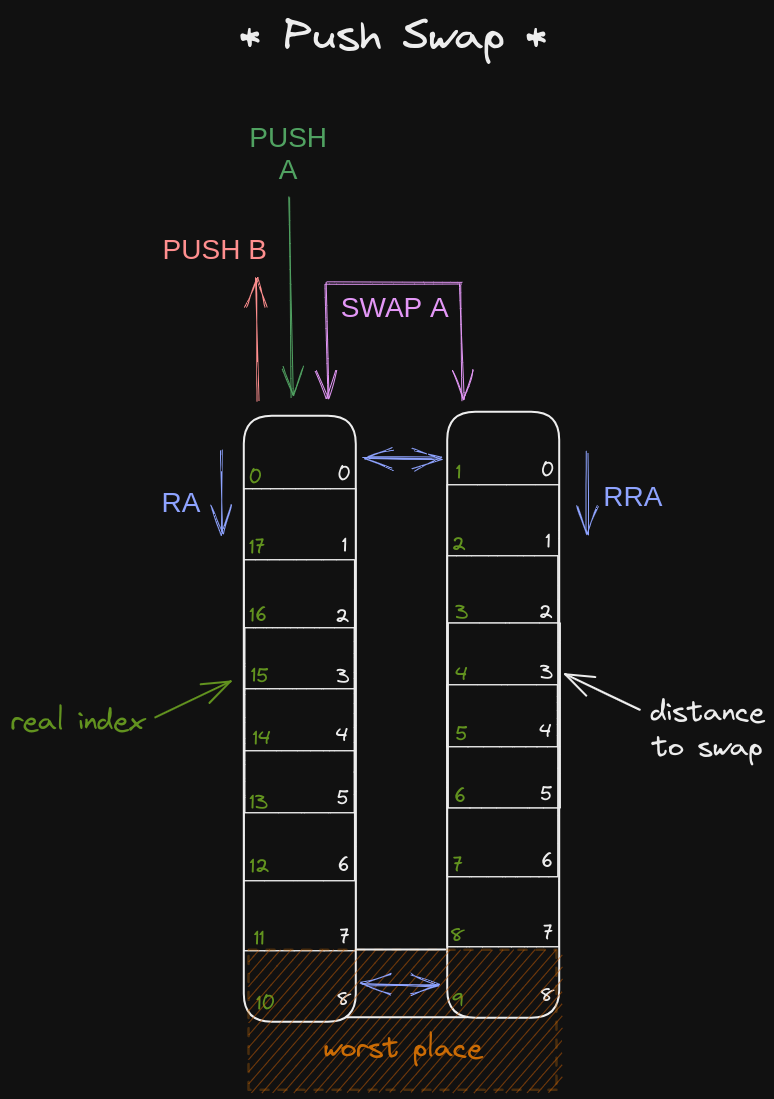 * Push Swap *
PUSH
A
PUSH B
SWAP A
0 0 1 0
RA
RRA
17 1 2 1
16 2 3 2
15 3 4 3
real index
distance
to swap
14 4 5 4
13 5 6 5
12 6 7 6
11 7 8 7
10 8 9 8
worst place